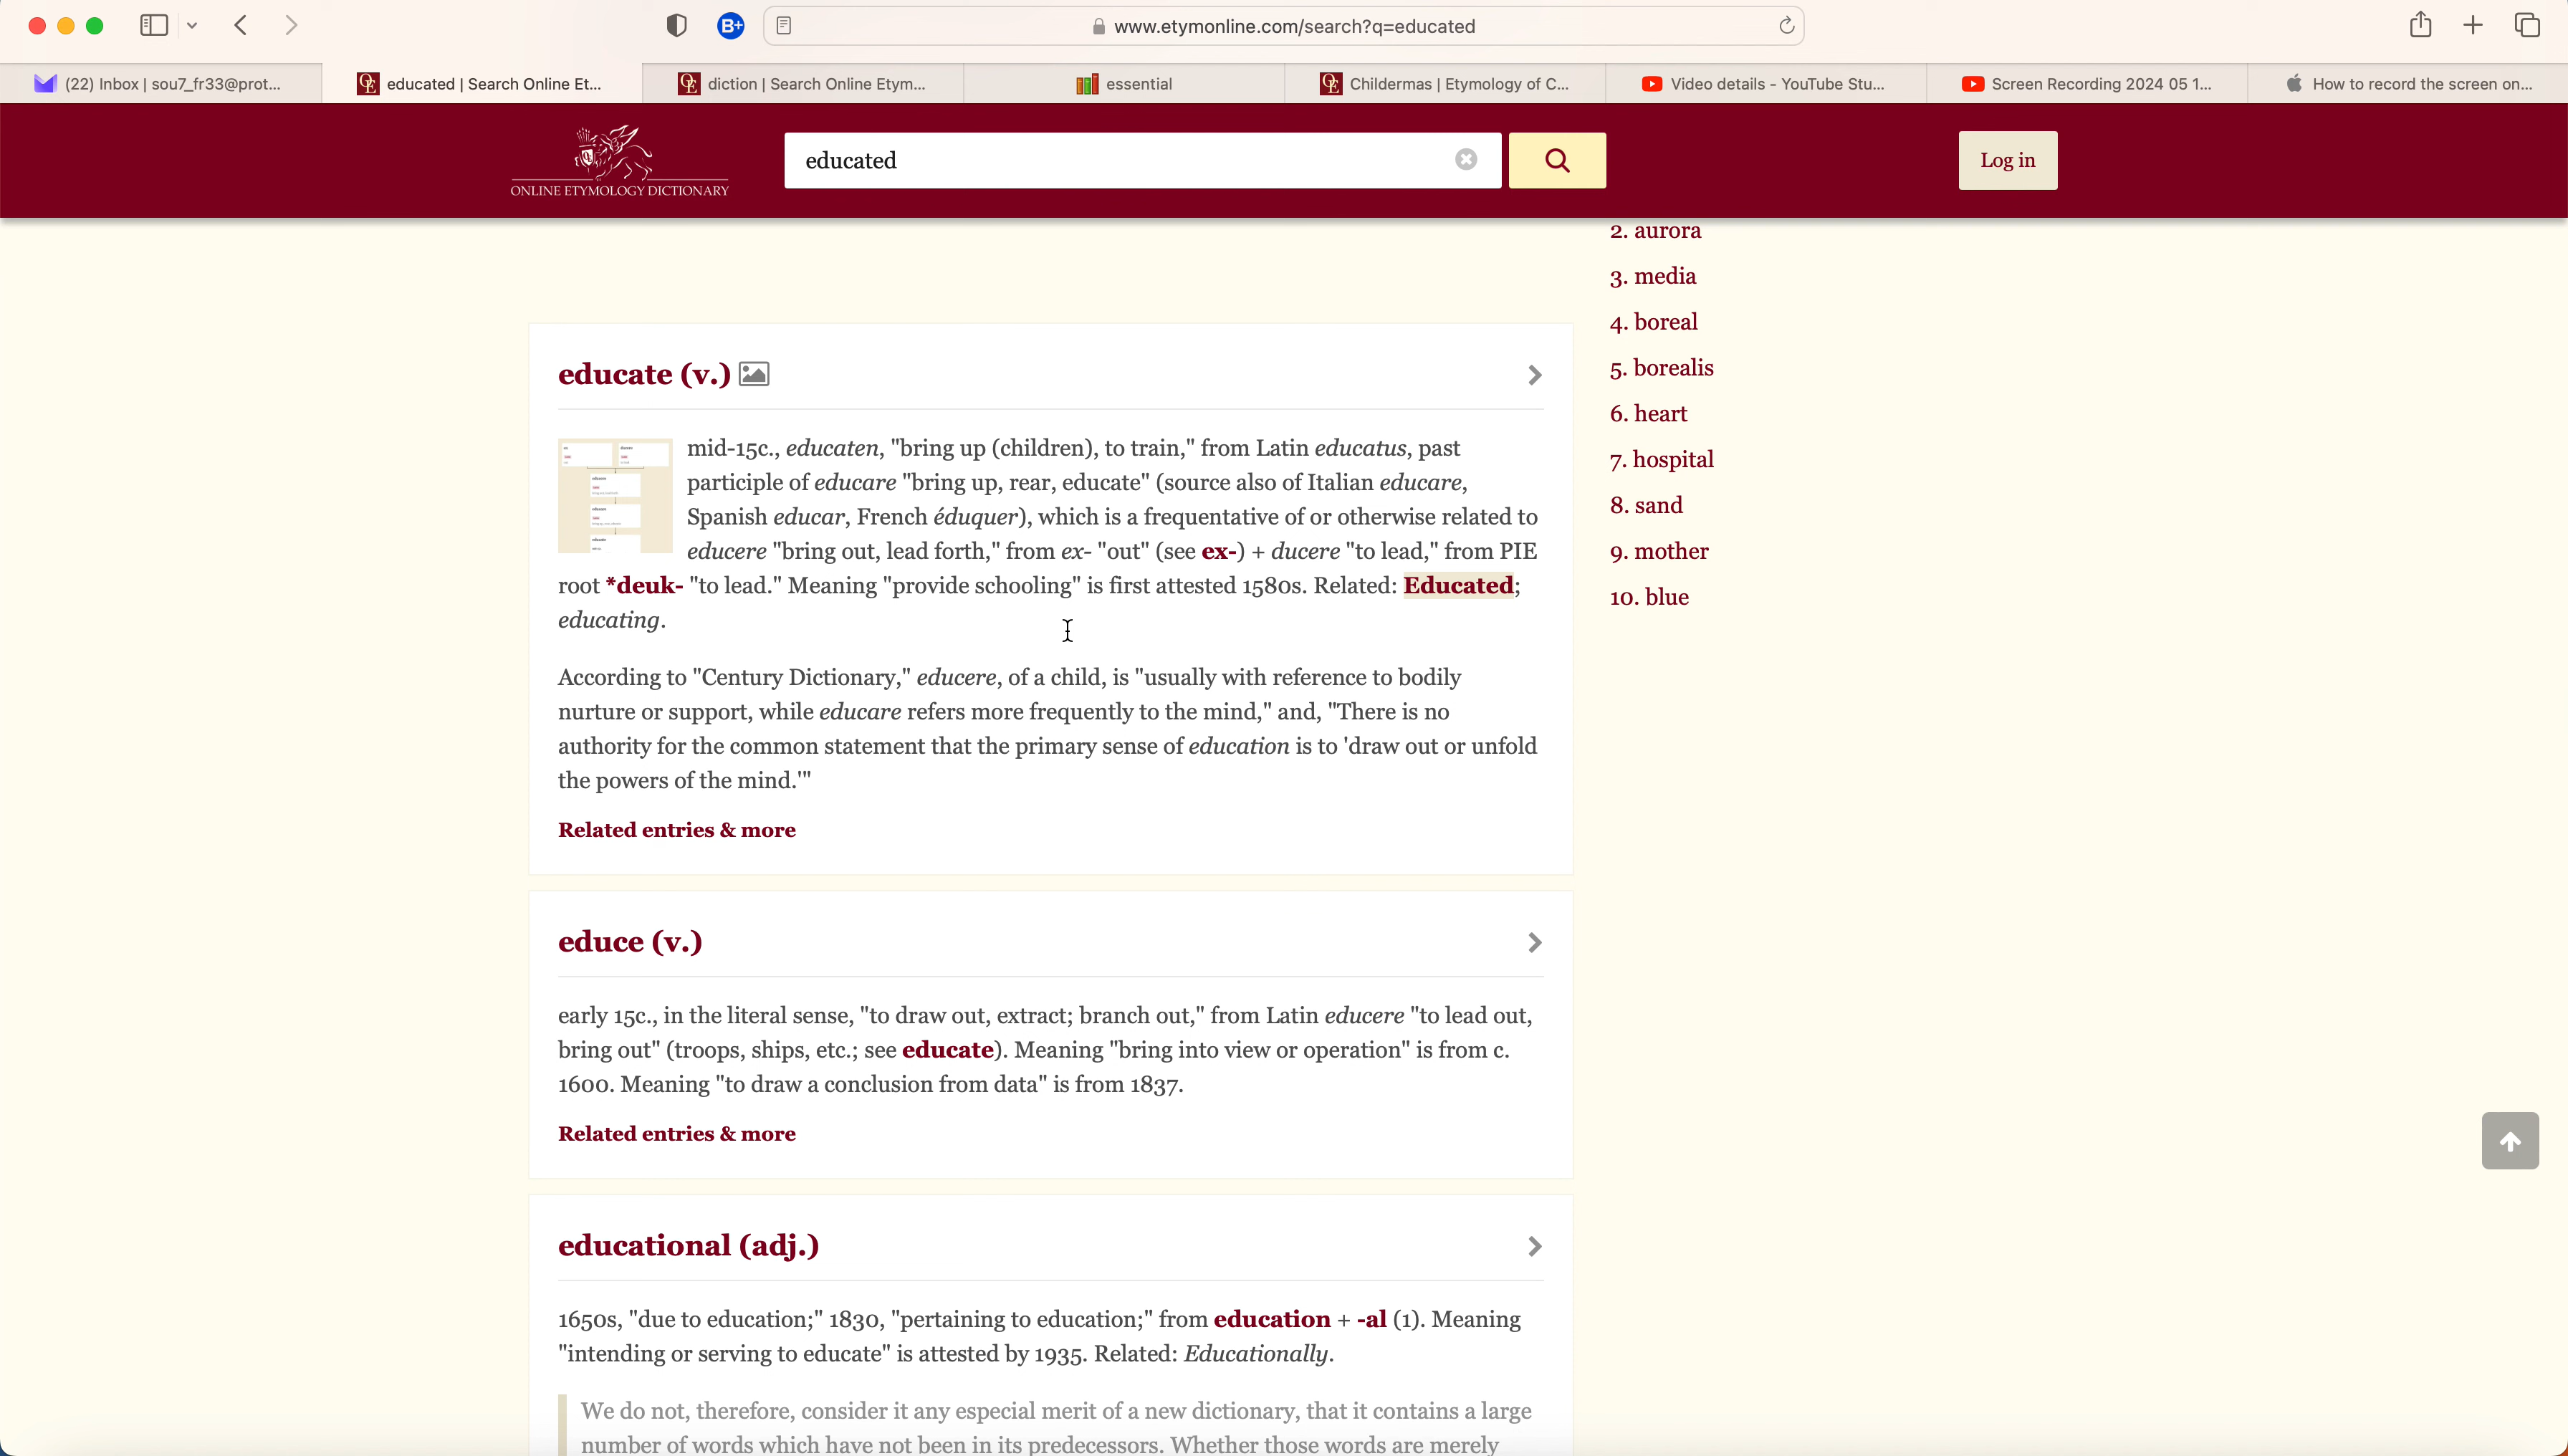 www.etymonline.com/search?q=educated
(22) Inbox | sou7_fr33@prot...
educated | Search Online Et...
diction | Search Online Etym...
essential
Childermas | Etymology of C...
Video details - YouTube Stu...
Screen Recording 2024 05 1...
How to record the screen on...
ONLINE ETYMOLOGY DICTIONARY
educated
Log in
2. aurora
3. media
4. boreal
5. borealis
6. heart
7. hospital
8. sand
9. mother
10. blue
educate (v.)
mid-15c., educaten, "bring up (children), to train," from Latin educatus, past
participle of educare "bring up, rear, educate" (source also of Italian educare,
Spanish educar, French éduquer), which is a frequentative of or otherwise related to
educere "bring out, lead forth," from ex- "out" (see ex-) + ducere "to lead," from PIE
root *deuk- "to lead." Meaning "provide schooling" is first attested 1580s. Related: Educated;
educating.
According to "Century Dictionary," educere, of a child, is "usually with reference to bodily
nurture or support, while educare refers more frequently to the mind," and, "There is no
authority for the common statement that the primary sense of education is to 'draw out or unfold
the powers of the mind.'"
Related entries & more
educe (v.)
early 15c., in the literal sense, "to draw out, extract; branch out," from Latin educere "to lead out,
bring out" (troops, ships, etc.; see educate). Meaning "bring into view or operation" is from c.
1600. Meaning "to draw a conclusion from data" is from 1837.
Related entries & more
educational (adj.)
1650s, "due to education;" 1830, "pertaining to education;" from education + -al (1). Meaning
"intending or serving to educate" is attested by 1935. Related: Educationally.
We do not, therefore, consider it any especial merit of a new dictionary, that it contains a large
number of words which have not been in its predecessors. Whether those words are merely